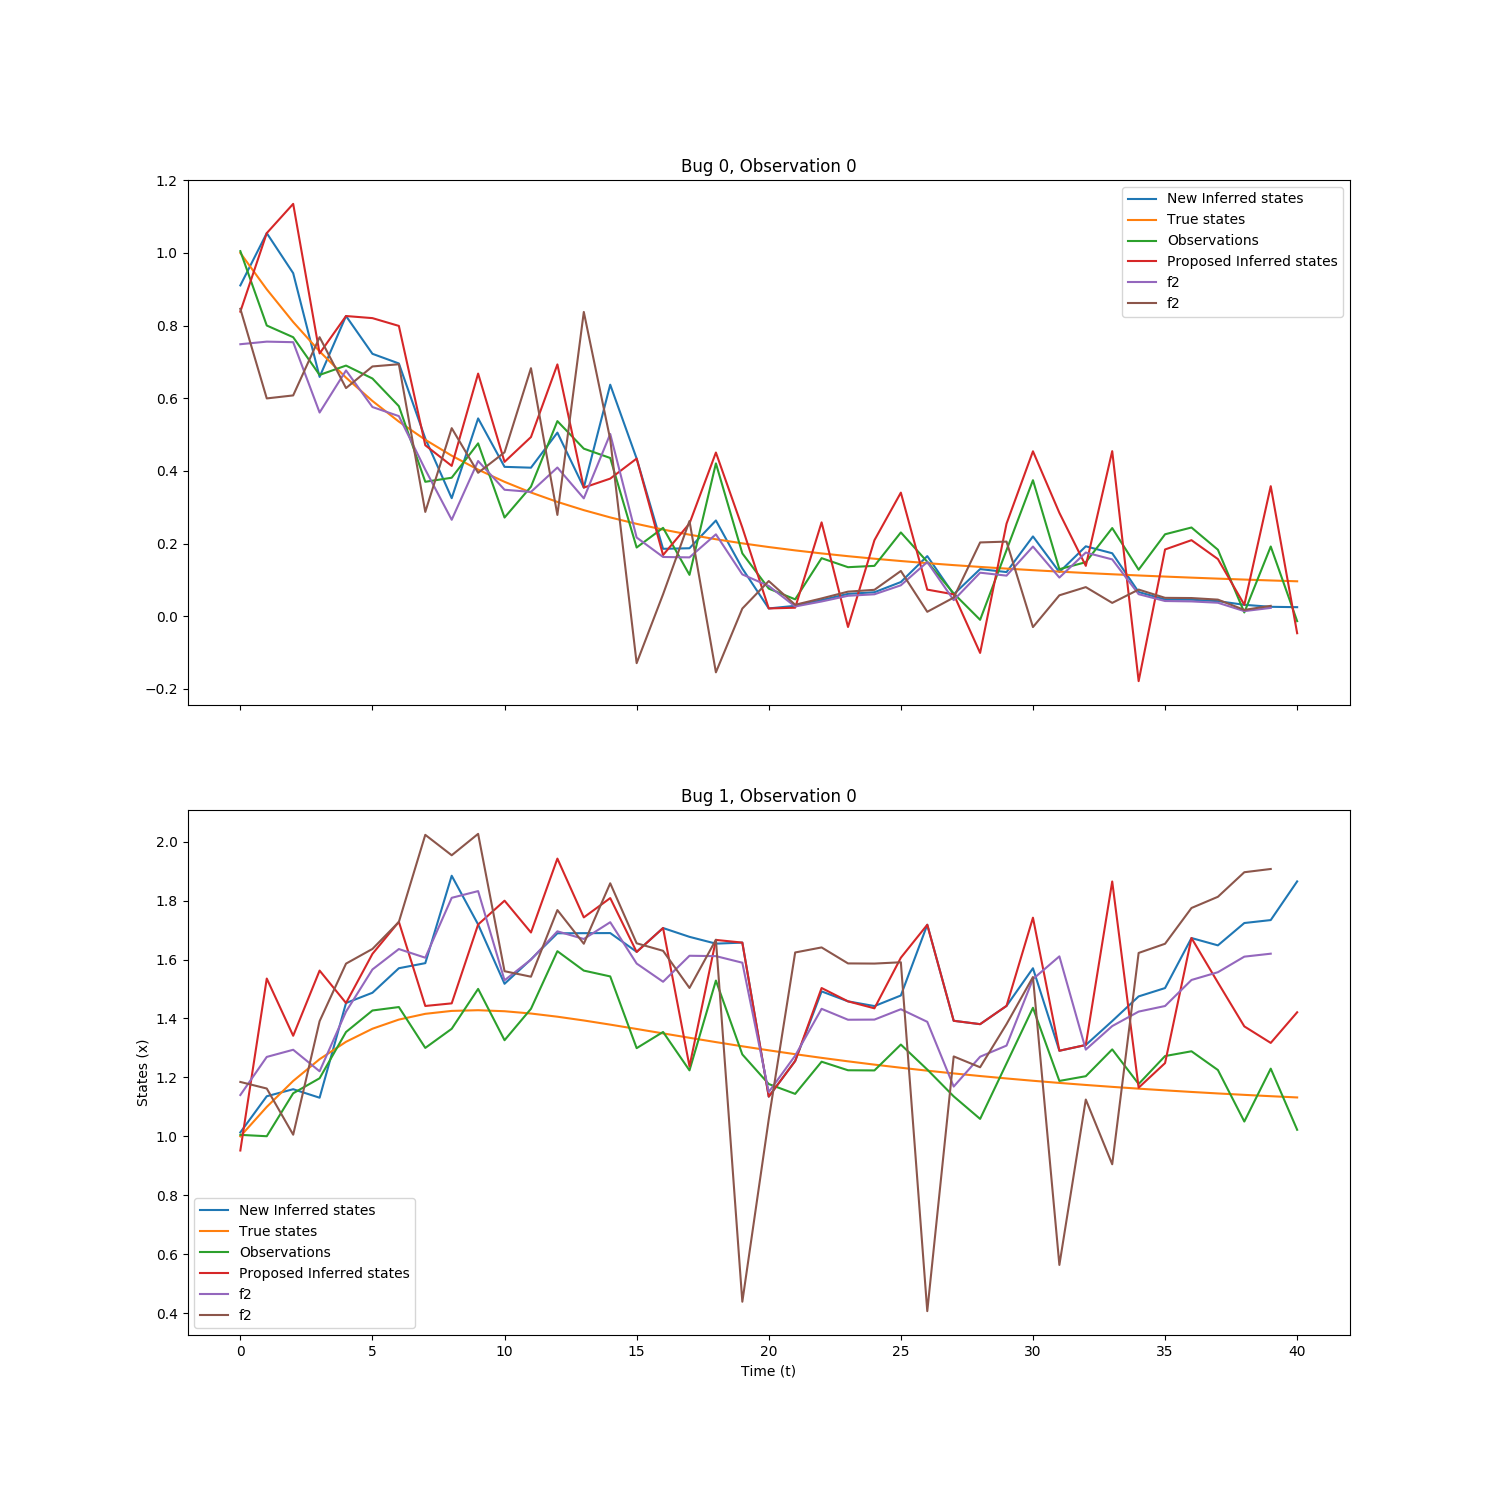 Bug 0, Observation 0
1.2
1.0
0.8
0.6
0.4
0.2
0.0
−0.2
New Inferred states
True states
Observations
Proposed Inferred states
f2
f2
Bug 1, Observation 0
States (x)
2.0
1.8
1.6
1.4
1.2
1.0
0.8
0.6
0.4
New Inferred states
True states
Observations
Proposed Inferred states
f2
f2
0 5 10 15 20 25 30 35 40
Time (t)